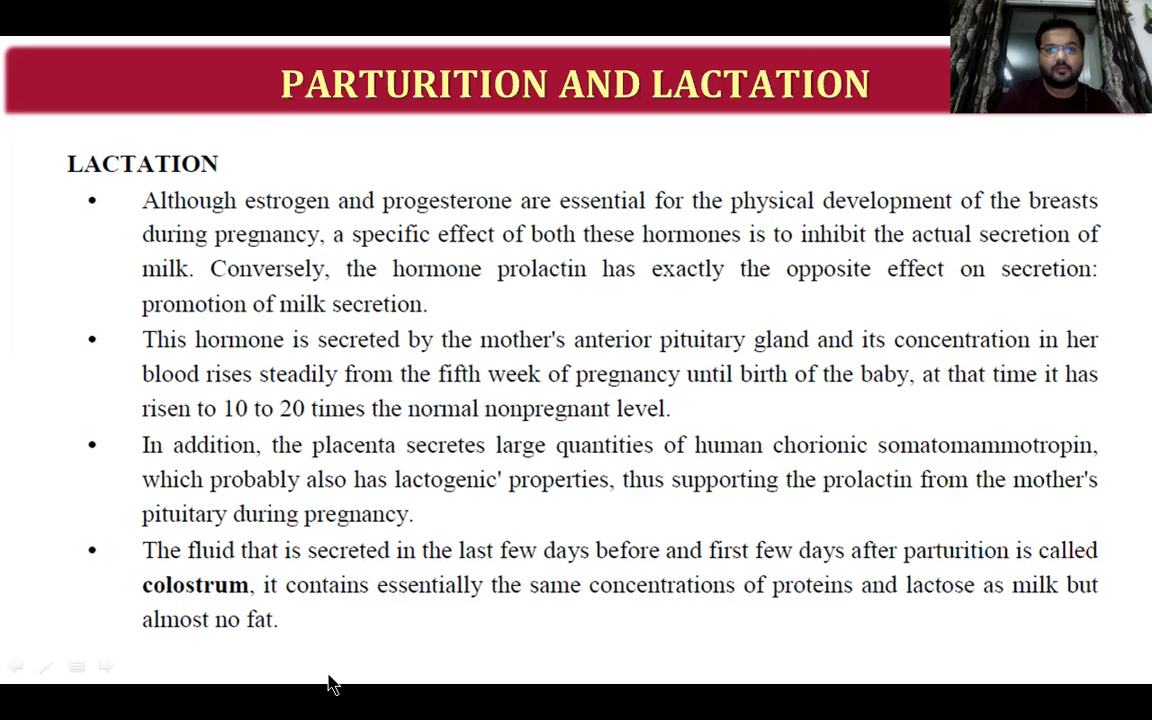 PARTURITION AND LACTATION
LACTATION
• Although estrogen and progesterone are essential for the physical development of the breasts
during pregnancy, a specific effect of both these hormones is to inhibit the actual secretion of
milk. Conversely, the hormone prolactin has exactly the opposite effect on secretion:
promotion of milk secretion.
• This hormone is secreted by the mother's anterior pituitary gland and its concentration in her
blood rises steadily from the fifth week of pregnancy until birth of the baby, at that time it has
risen to 10 to 20 times the normal nonpregnant level.
• In addition, the placenta secretes large quantities of human chorionic somatomammotropin,
which probably also has lactogenic' properties, thus supporting the prolactin from the mother's
pituitary during pregnancy.
• The fluid that is secreted in the last few days before and first few days after parturition is called
colostrum, it contains essentially the same concentrations of proteins and lactose as milk but
almost no fat.